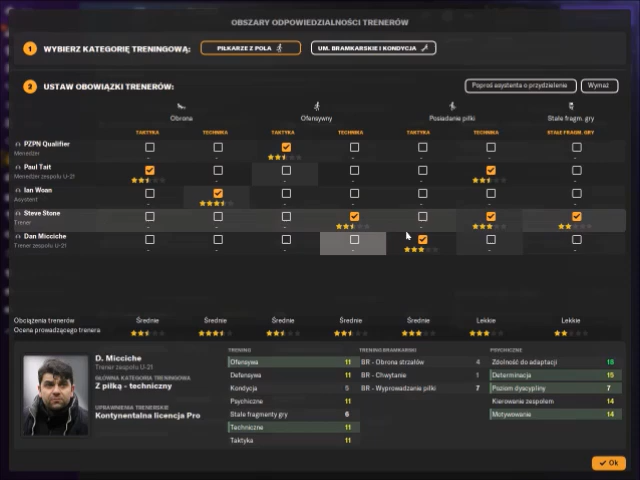 OBSZARY ODPOWIEDZIALNOŚCI TRENERÓW
1 WYBIERZ KATEGORIĘ TRENINGOWĄ: PIŁKARZE Z POLA UM. BRAMKARSKIE I KONDYCJA
2 USTAW OBOWIĄZKI TRENERÓW: Poproś asystenta o przydzielenie Wymaż
Obrona Ofensywny Posiadanie piłki Stałe fragm. gry
TAKTYKA TECHNIKA TAKTYKA TECHNIKA TAKTYKA TECHNIKA STAŁE FRAGM. GRY
PZPN Qualifier
Menedżer
Paul Tait
Menedżer zespołu U-21
Ian Woan
Asystent
Steve Stone
Trener
Dan Micciche
Trener zespołu U-21
Obciążenia trenerów Średnie Średnie Średnie Średnie Średnie Lekkie Lekkie
Ocena prowadzącego trenera
D. Micciche
Trener zespołu U-21
GŁÓWNA KATEGORIA TRENINGOWA
Z piłką - techniczny
UPRAWNIENIA TRENERSKIE
Kontynentalna licencja Pro
TRENING
Ofensywa 11
Defensywa 11
Kondycja 5
Psychiczne 11
Stałe fragmenty gry 6
Techniczne 11
Taktyka 11
TRENING BRAMKARSKI
BR - Obrona strzałów 4
BR - Chwytanie 1
BR - Wyprowadzanie piłki 7
PSYCHICZNE
Zdolność do adaptacji 18
Determinacja 15
Poziom dyscypliny 7
Kierowanie zespołem 14
Motywowanie 14
Ok